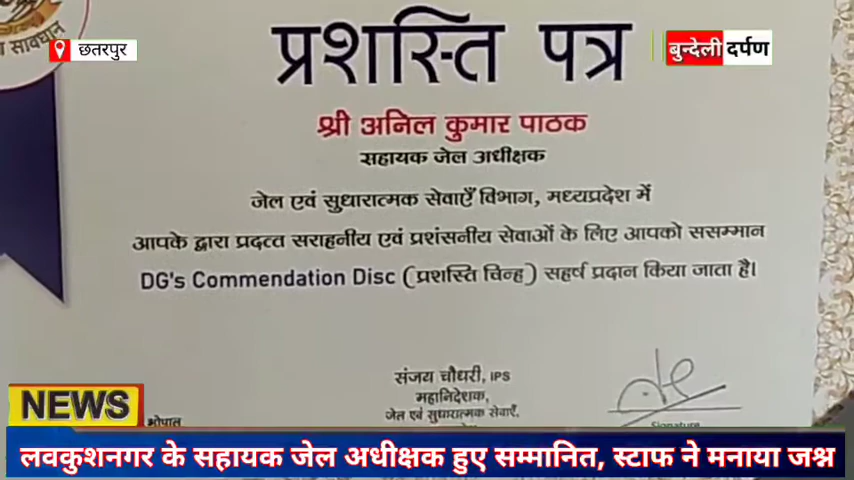 सावधान
छतरपुर
बुन्देली दर्पण
प्रशस्ति पत्र
श्री अनिल कुमार पाठक
सहायक जेल अधीक्षक
जेल एवं सुधारात्मक सेवाएँ विभाग, मध्यप्रदेश में
आपके द्वारा प्रदत्त सराहनीय एवं प्रशंसनीय सेवाओं के लिए आपको ससम्मान
DG's Commendation Disc (प्रशस्ति चिन्ह) सहर्ष प्रदान किया जाता है।
संजय चौधरी, IPS
महानिदेशक,
जेल एवं सुधारात्मक सेवाएँ,
भोपाल
Signature
NEWS
लवकुशनगर के सहायक जेल अधीक्षक हुए सम्मानित, स्टाफ ने मनाया जश्न